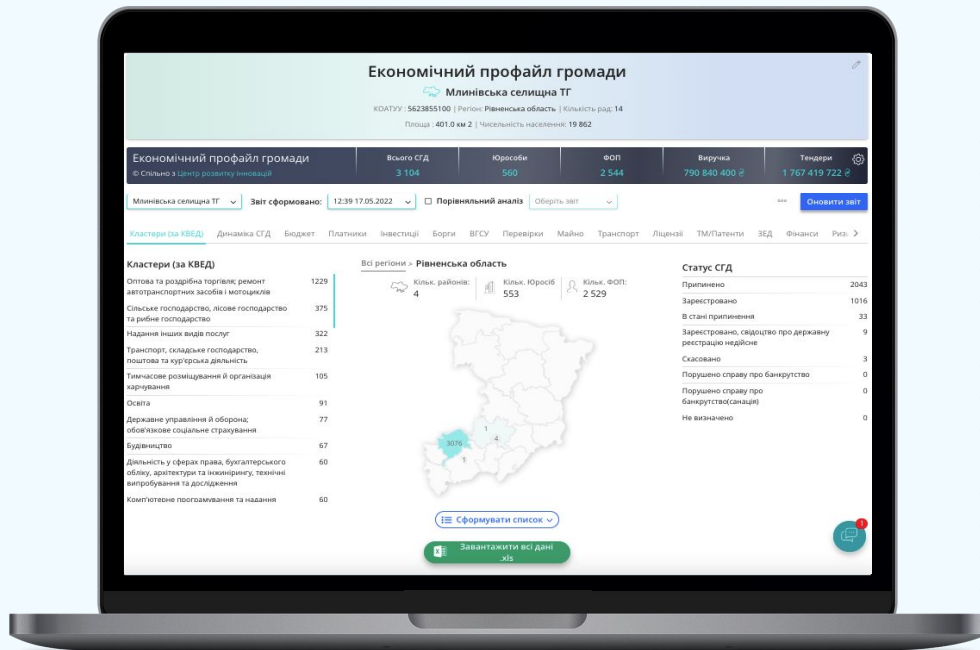 Економічний профайл громади
Млинівська селищна ТГ
КОАТУУ : 5623855100 | Регіон: Рівненська область | Кількість рад: 14
Площа : 401.0 км 2 | Чисельність населення: 19 862
Економічний профайл громади
© Спільно з Центр розвитку інновацій
Всього СГД
3 104
Юрособи
560
ФОП
2 544
Виручка
790 840 400 ₴
Тендери
1 767 419 722 ₴
Млинівська селищна ТГ
Звіт сформовано:
12:39 17.05.2022
Порівняльний аналіз
Оберіть звіт
Оновити звіт
Кластери (за КВЕД) Динаміка СГД Бюджет Платники Інвестиції Борги ВГСУ Перевірки Майно Транспорт Ліцензії ТМ/Патенти ЗЕД Фінанси Ризи
Кластери (за КВЕД)
Оптова та роздрібна торгівля; ремонт 1229
автотранспортних засобів і мотоциклів
Сільське господарство, лісове господарство 375
та рибне господарство
Надання інших видів послуг 322
Транспорт, складське господарство, 213
поштова та кур'єрська діяльність
Тимчасове розміщування й організація 105
харчування
Освіта 91
Державне управління й оборона; 77
обов'язкове соціальне страхування
Будівництво 67
Діяльність у сферах права, бухгалтерського 60
обліку, архітектури та інжинірингу, технічні
випробування та дослідження
Комп'ютерне програмування та надання 60
Всі регіони > Рівненська область
Кільк. районів:
4
Кільк. Юросіб
553
Кільк. ФОП:
2 529
1
4
3076
9
Сформувати список
Завантажити всі дані
.xls
Статус СГД
Припинено 2043
Зареєстровано 1016
В стані припинення 33
Зареєстровано, свідоцтво про державну 9
реєстрацію недійсне
Скасовано 3
Порушено справу про банкрутство 0
Порушено справу про 0
банкрутство(санація)
Не визначено 0
1